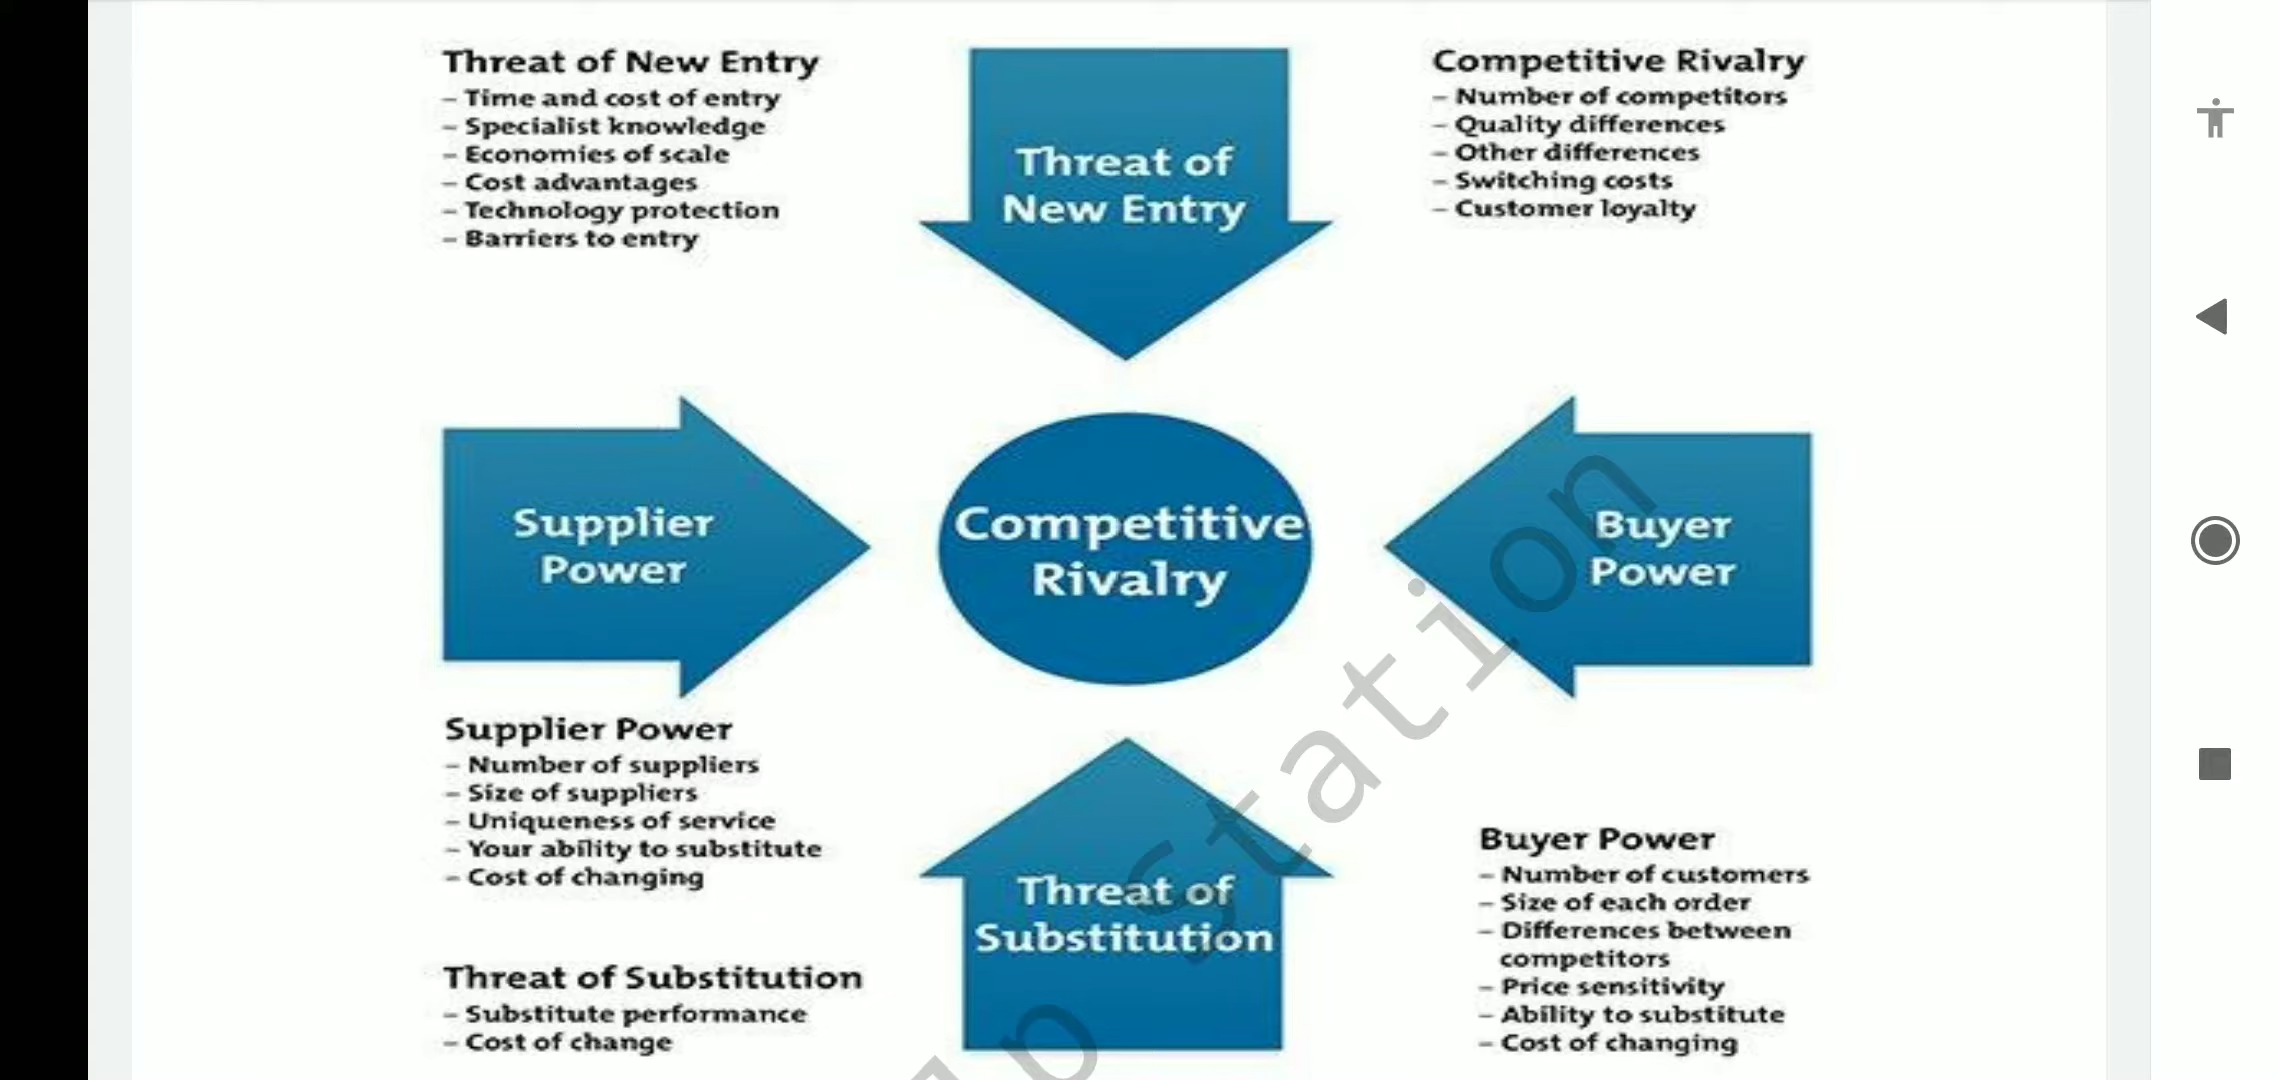 Threat of New Entry
– Time and cost of entry
– Specialist knowledge
– Economies of scale
– Cost advantages
– Technology protection
– Barriers to entry
Threat of
New Entry
Competitive Rivalry
– Number of competitors
– Quality differences
– Other differences
– Switching costs
– Customer loyalty
Supplier
Power
Competitive
Rivalry
Buyer
Power
Supplier Power
– Number of suppliers
– Size of suppliers
– Uniqueness of service
– Your ability to substitute
– Cost of changing
Threat of Substitution
– Substitute performance
– Cost of change
Threat of
Substitution
Buyer Power
– Number of customers
– Size of each order
– Differences between
competitors
– Price sensitivity
– Ability to substitute
– Cost of changing
Station